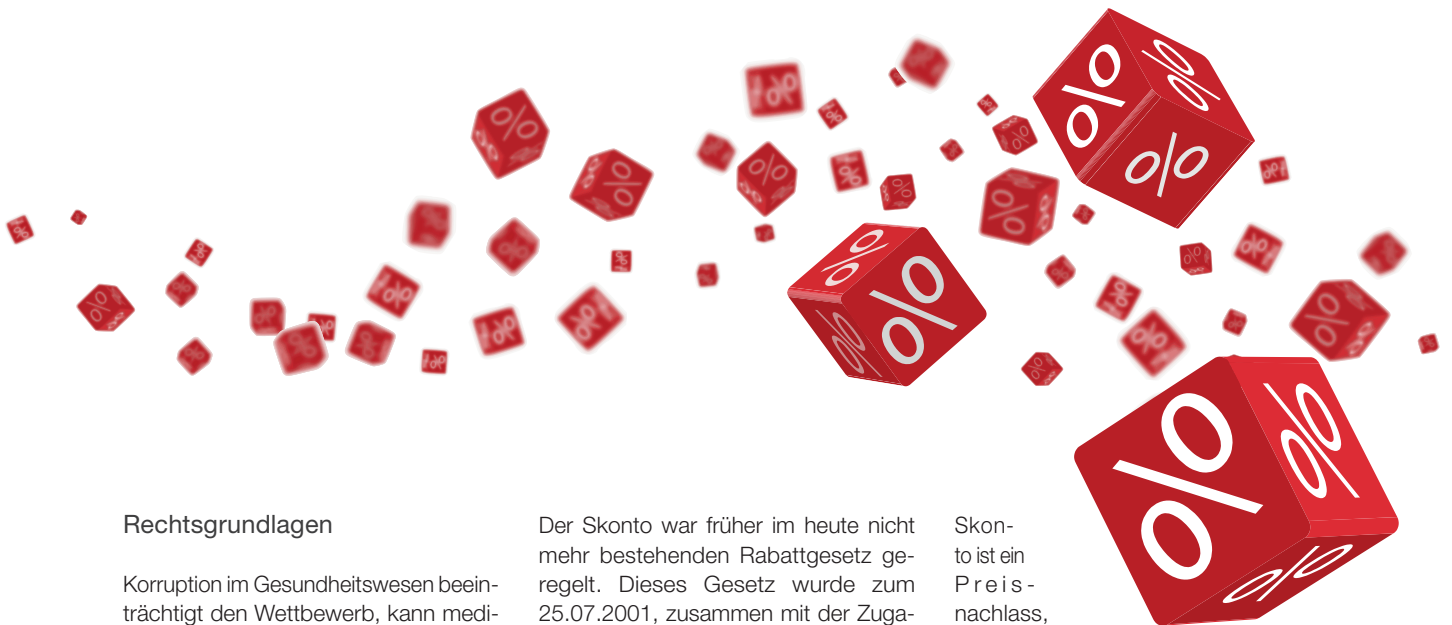 Rechtsgrundlagen
Korruption im Gesundheitswesen beein-
trächtigt den Wettbewerb, kann medi-
Der Skonto war früher im heute nicht
mehr bestehenden Rabattgesetz ge-
regelt. Dieses Gesetz wurde zum
25.07.2001, zusammen mit der Zuga-
Skon-
to ist ein
Preis-
nachlass,